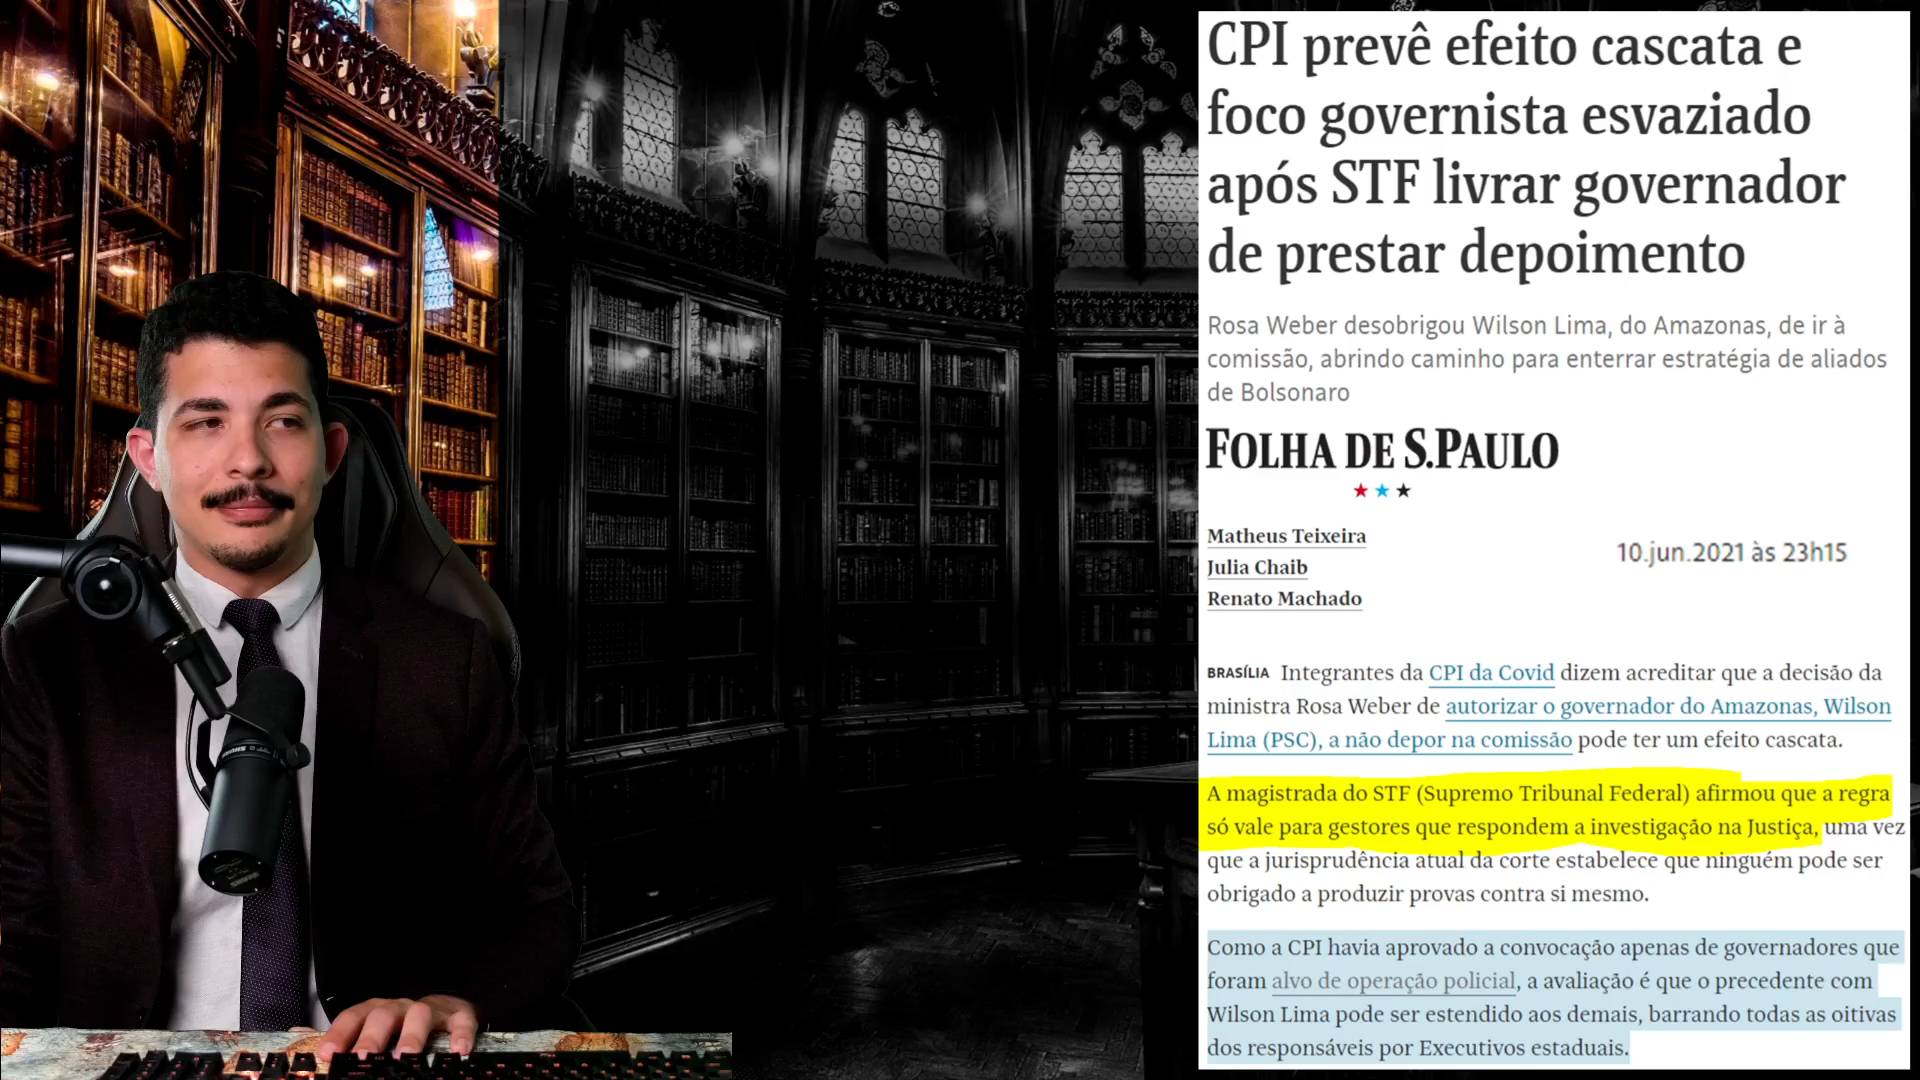 CPI prevê efeito cascata e
foco governista esvaziado
após STF livrar governador
de prestar depoimento
Rosa Weber desobrigou Wilson Lima, do Amazonas, de ir à
comissão, abrindo caminho para enterrar estratégia de aliados
de Bolsonaro
FOLHA DE S.PAULO
Matheus Teixeira
Julia Chaib
Renato Machado
10.jun.2021 às 23h15
BRASÍLIA Integrantes da CPI da Covid dizem acreditar que a decisão da
ministra Rosa Weber de autorizar o governador do Amazonas, Wilson
Lima (PSC), a não depor na comissão pode ter um efeito cascata.
A magistrada do STF (Supremo Tribunal Federal) afirmou que a regra
só vale para gestores que respondem a investigação na Justiça, uma vez
que a jurisprudência atual da corte estabelece que ninguém pode ser
obrigado a produzir provas contra si mesmo.
Como a CPI havia aprovado a convocação apenas de governadores que
foram alvo de operação policial, a avaliação é que o precedente com
Wilson Lima pode ser estendido aos demais, barrando todas as oitivas
dos responsáveis por Executivos estaduais.